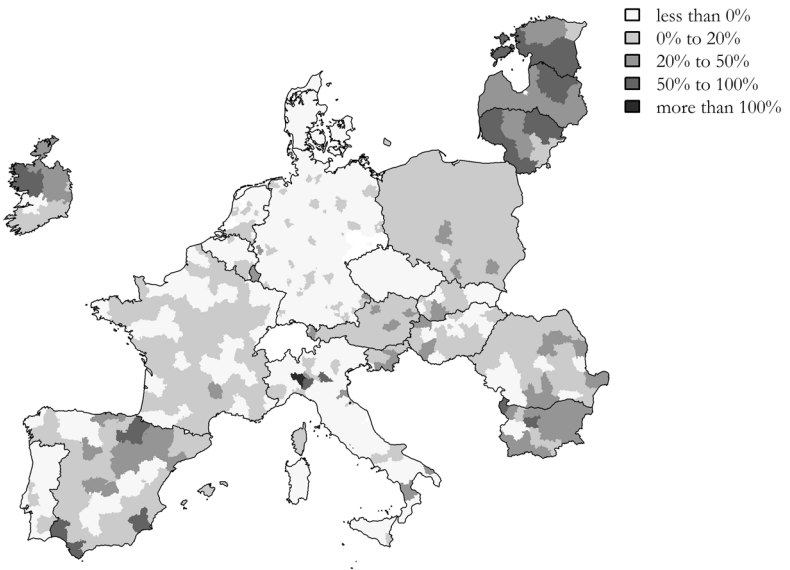 less than 0%
0% to 20%
20% to 50%
50% to 100%
more than 100%